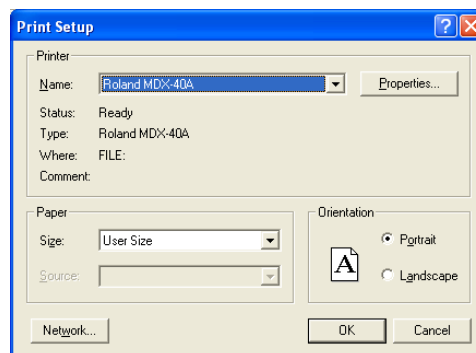 Print Setup
Printer
Name: Roland MDX-40A Properties...
Status: Ready
Type: Roland MDX-40A
Where: FILE:
Comment:
Paper
Size: User Size
Source:
Orientation
A
Portrait
Landscape
Network... OK Cancel